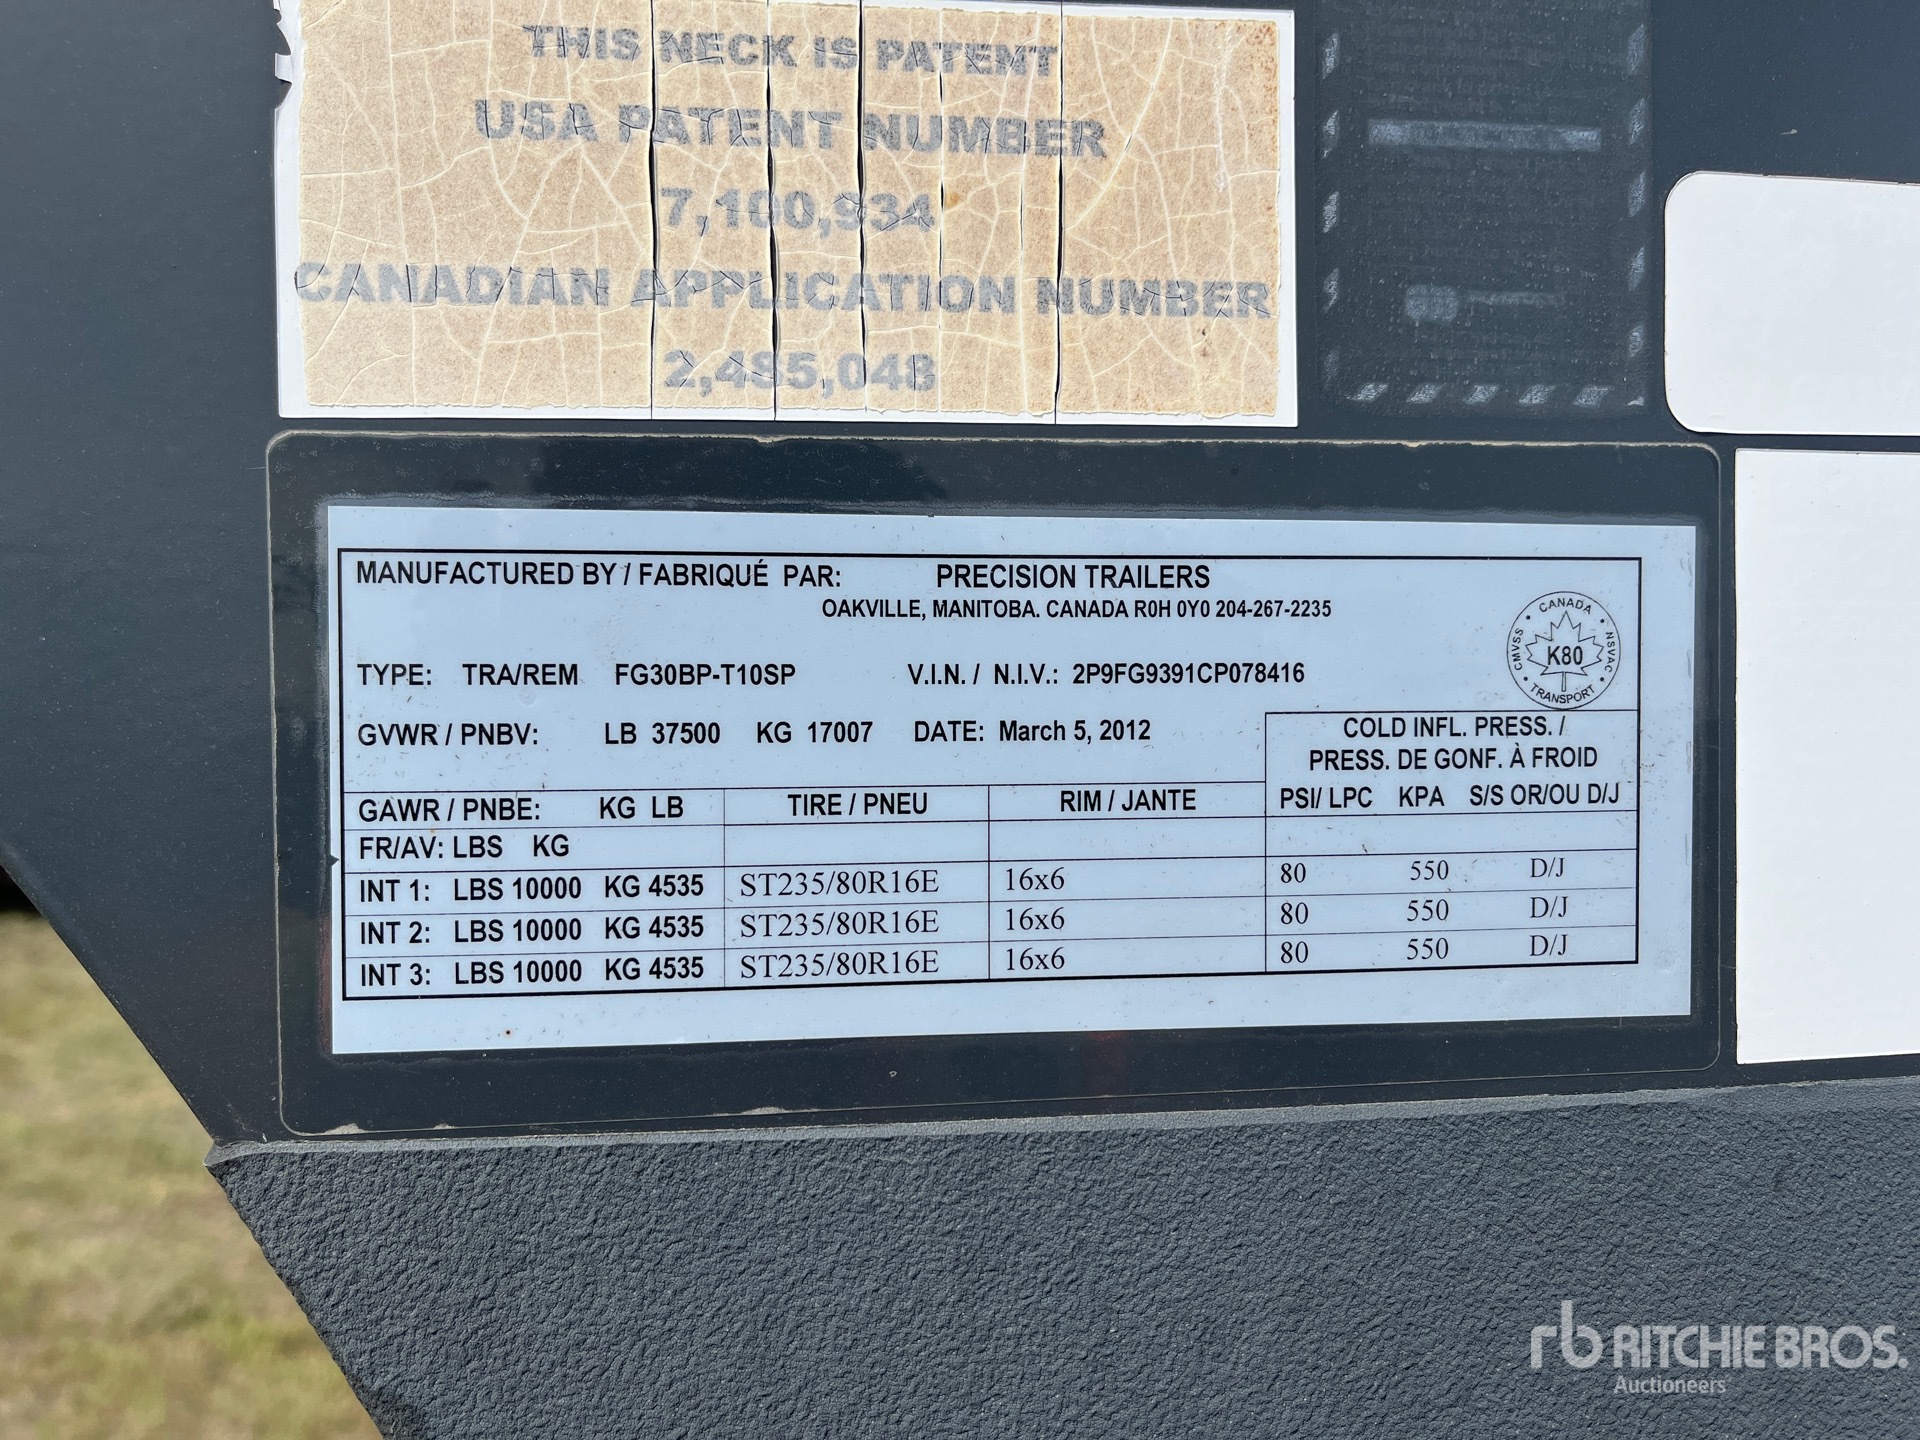 THIS NECK IS PATENT
USA PATENT NUMBER
7,100,934
CANADIAN APPLICATION NUMBER
2,485,048
MANUFACTURED BY / FABRIQUÉ PAR: PRECISION TRAILERS
OAKVILLE, MANITOBA. CANADA R0H 0Y0 204-267-2235
CANADA
CMVSS NSVAC
K80
TRANSPORT
TYPE: TRA/REM FG30BP-T10SP V.I.N. / N.I.V.: 2P9FG9391CP078416
GVWR / PNBV: LB 37500 KG 17007 DATE: March 5, 2012
COLD INFL. PRESS. /
PRESS. DE GONF. À FROID
GAWR / PNBE: KG LB TIRE / PNEU RIM / JANTE PSI/ LPC KPA S/S OR/OU D/J
FR/AV: LBS KG
INT 1: LBS 10000 KG 4535 ST235/80R16E 16x6 80 550 D/J
INT 2: LBS 10000 KG 4535 ST235/80R16E 16x6 80 550 D/J
INT 3: LBS 10000 KG 4535 ST235/80R16E 16x6 80 550 D/J
rb RITCHIE BROS.
Auctioneers